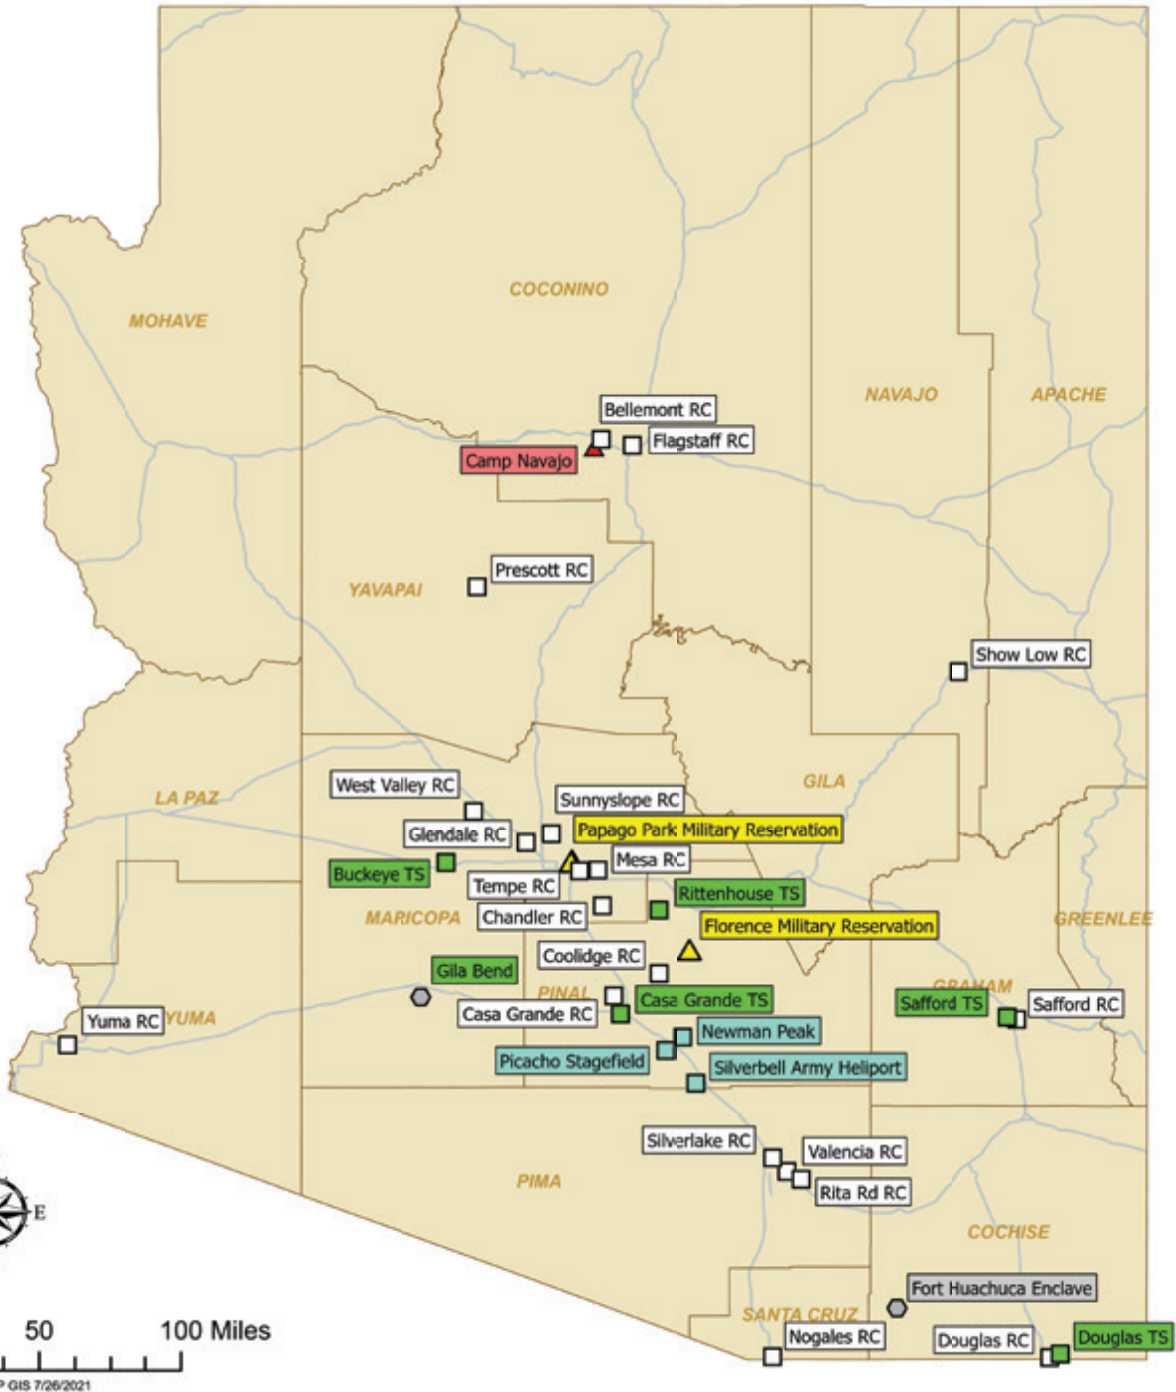 COCONINO
MOHAVE
NAVAJO
APACHE
Bellemont RC
Flagstaff RC
Camp Navajo
Prescott RC
YAVAPAI
Show Low RC
GILA
West Valley RC
LA PAZ
Sunnyslope RC
Papago Park Military Reservation
Glendale RC
Mesa RC
Buckeye TS
Tempe RC
Rittenhouse TS
MARICOPA
Chandler RC
GREENLEE
Florence Military Reservation
Coolidge RC
Gila Bend
GRAHAM
PINAL
Casa Grande TS
Safford TS
Safford RC
Casa Grande RC
Yuma RC
YUMA
Newman Peak
Picacho Stagefield
Silverbell Army Heliport
Silverlake RC
Valencia RC
PIMA
Rita Rd RC
E
COCHISE
Fort Huachuca Enclave
SANTA CRUZ
50
100 Miles
Nogales RC
Douglas RC
Douglas TS
P GIS 7/26/2021